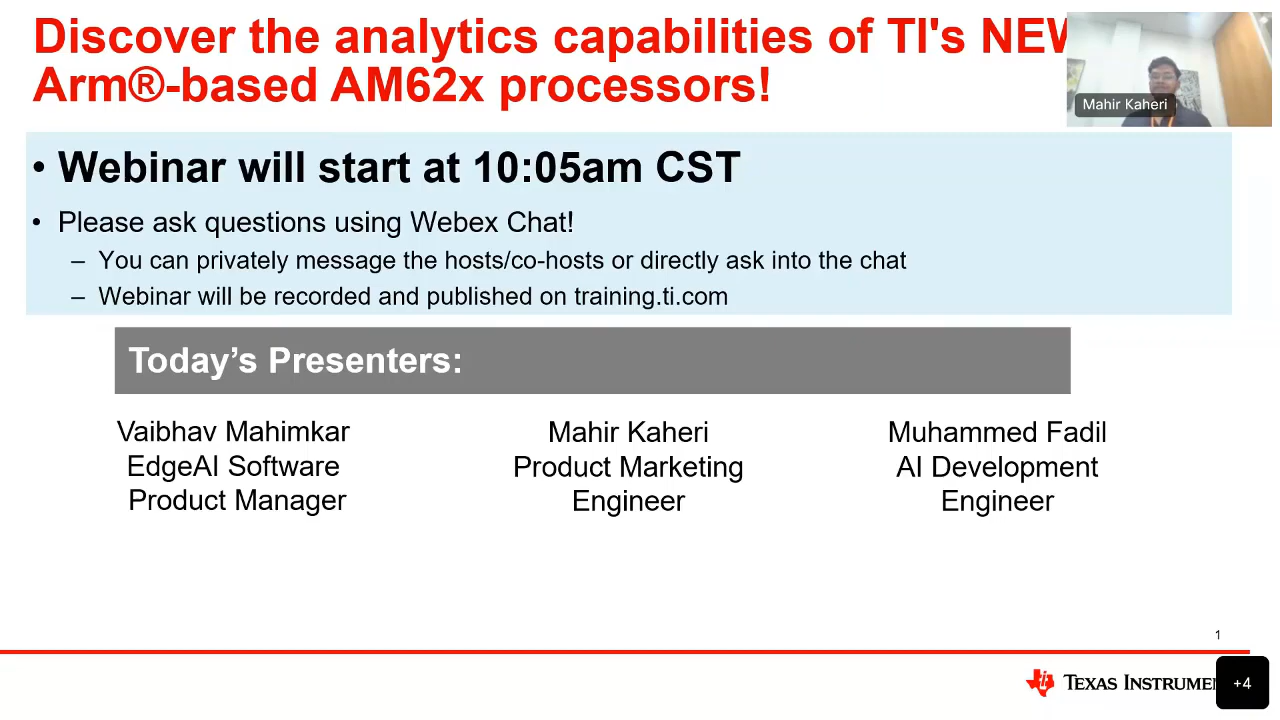 Discover the analytics capabilities of TI's NEW
Arm®-based AM62x processors!
Mahir Kaheri
• Webinar will start at 10:05am CST
• Please ask questions using Webex Chat!
– You can privately message the hosts/co-hosts or directly ask into the chat
– Webinar will be recorded and published on training.ti.com
Today’s Presenters:
Vaibhav Mahimkar
EdgeAI Software
Product Manager
Mahir Kaheri
Product Marketing
Engineer
Muhammed Fadil
AI Development
Engineer
1
TEXAS INSTRUME
+4